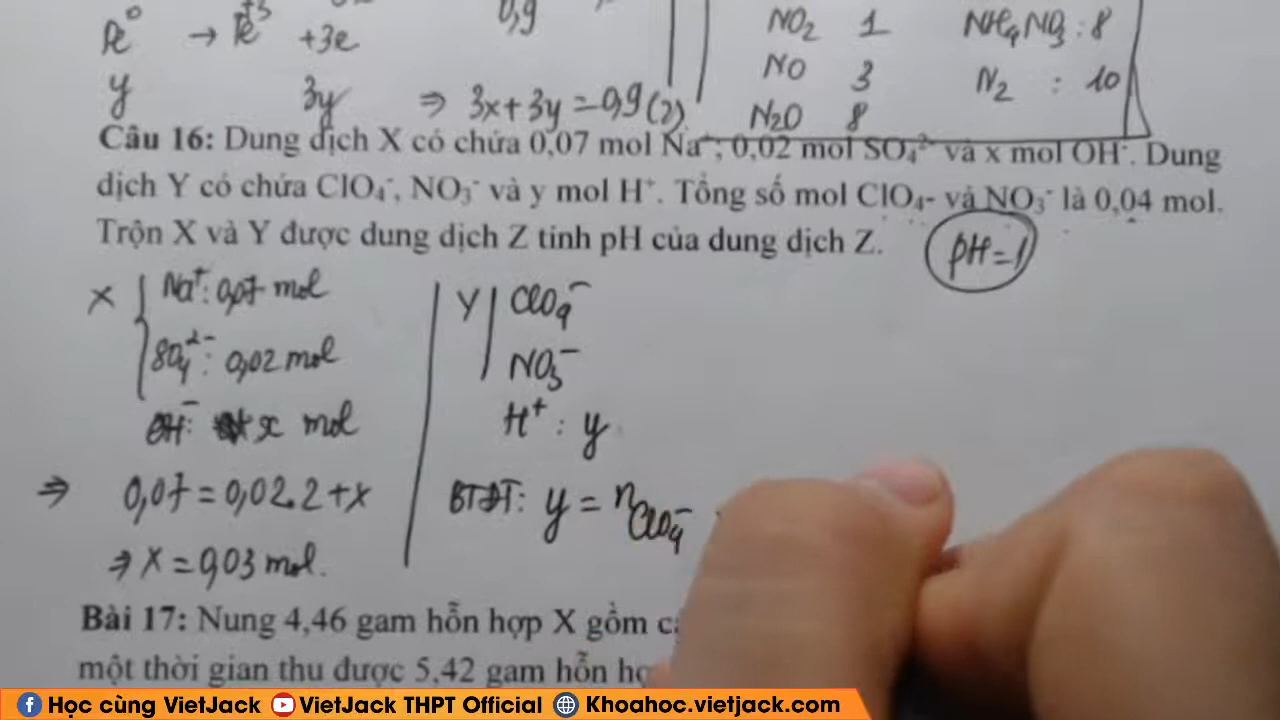 Fe⁰ → Fe⁺³ +3e 0,9
y 3y ⇒ 3x+3y=0,9(2)
NO₂ 1 NH₄NO₃ : 8
NO 3 N₂ : 10
N₂O 8
Câu 16: Dung dịch X có chứa 0,07 mol Na⁺; 0,02 mol SO₄²⁻ và x mol OH⁻. Dung
dịch Y có chứa ClO₄⁻, NO₃⁻ và y mol H⁺. Tổng số mol ClO₄- và NO₃⁻ là 0,04 mol.
Trộn X và Y được dung dịch Z tính pH của dung dịch Z.
pH=1
X Na⁺: 0,07 mol
SO₄²⁻: 0,02 mol
OH⁻: x mol
⇒ 0,07=0,02.2+x
⇒ x=0,03 mol.
Y ClO₄⁻
NO₃⁻
H⁺ : y
BTĐT: y = nClO₄⁻
Bài 17: Nung 4,46 gam hỗn hợp X gồm
một thời gian thu được 5,42 gam hỗn
Học cùng VietJack VietJack THPT Official Khoahoc.vietjack.com